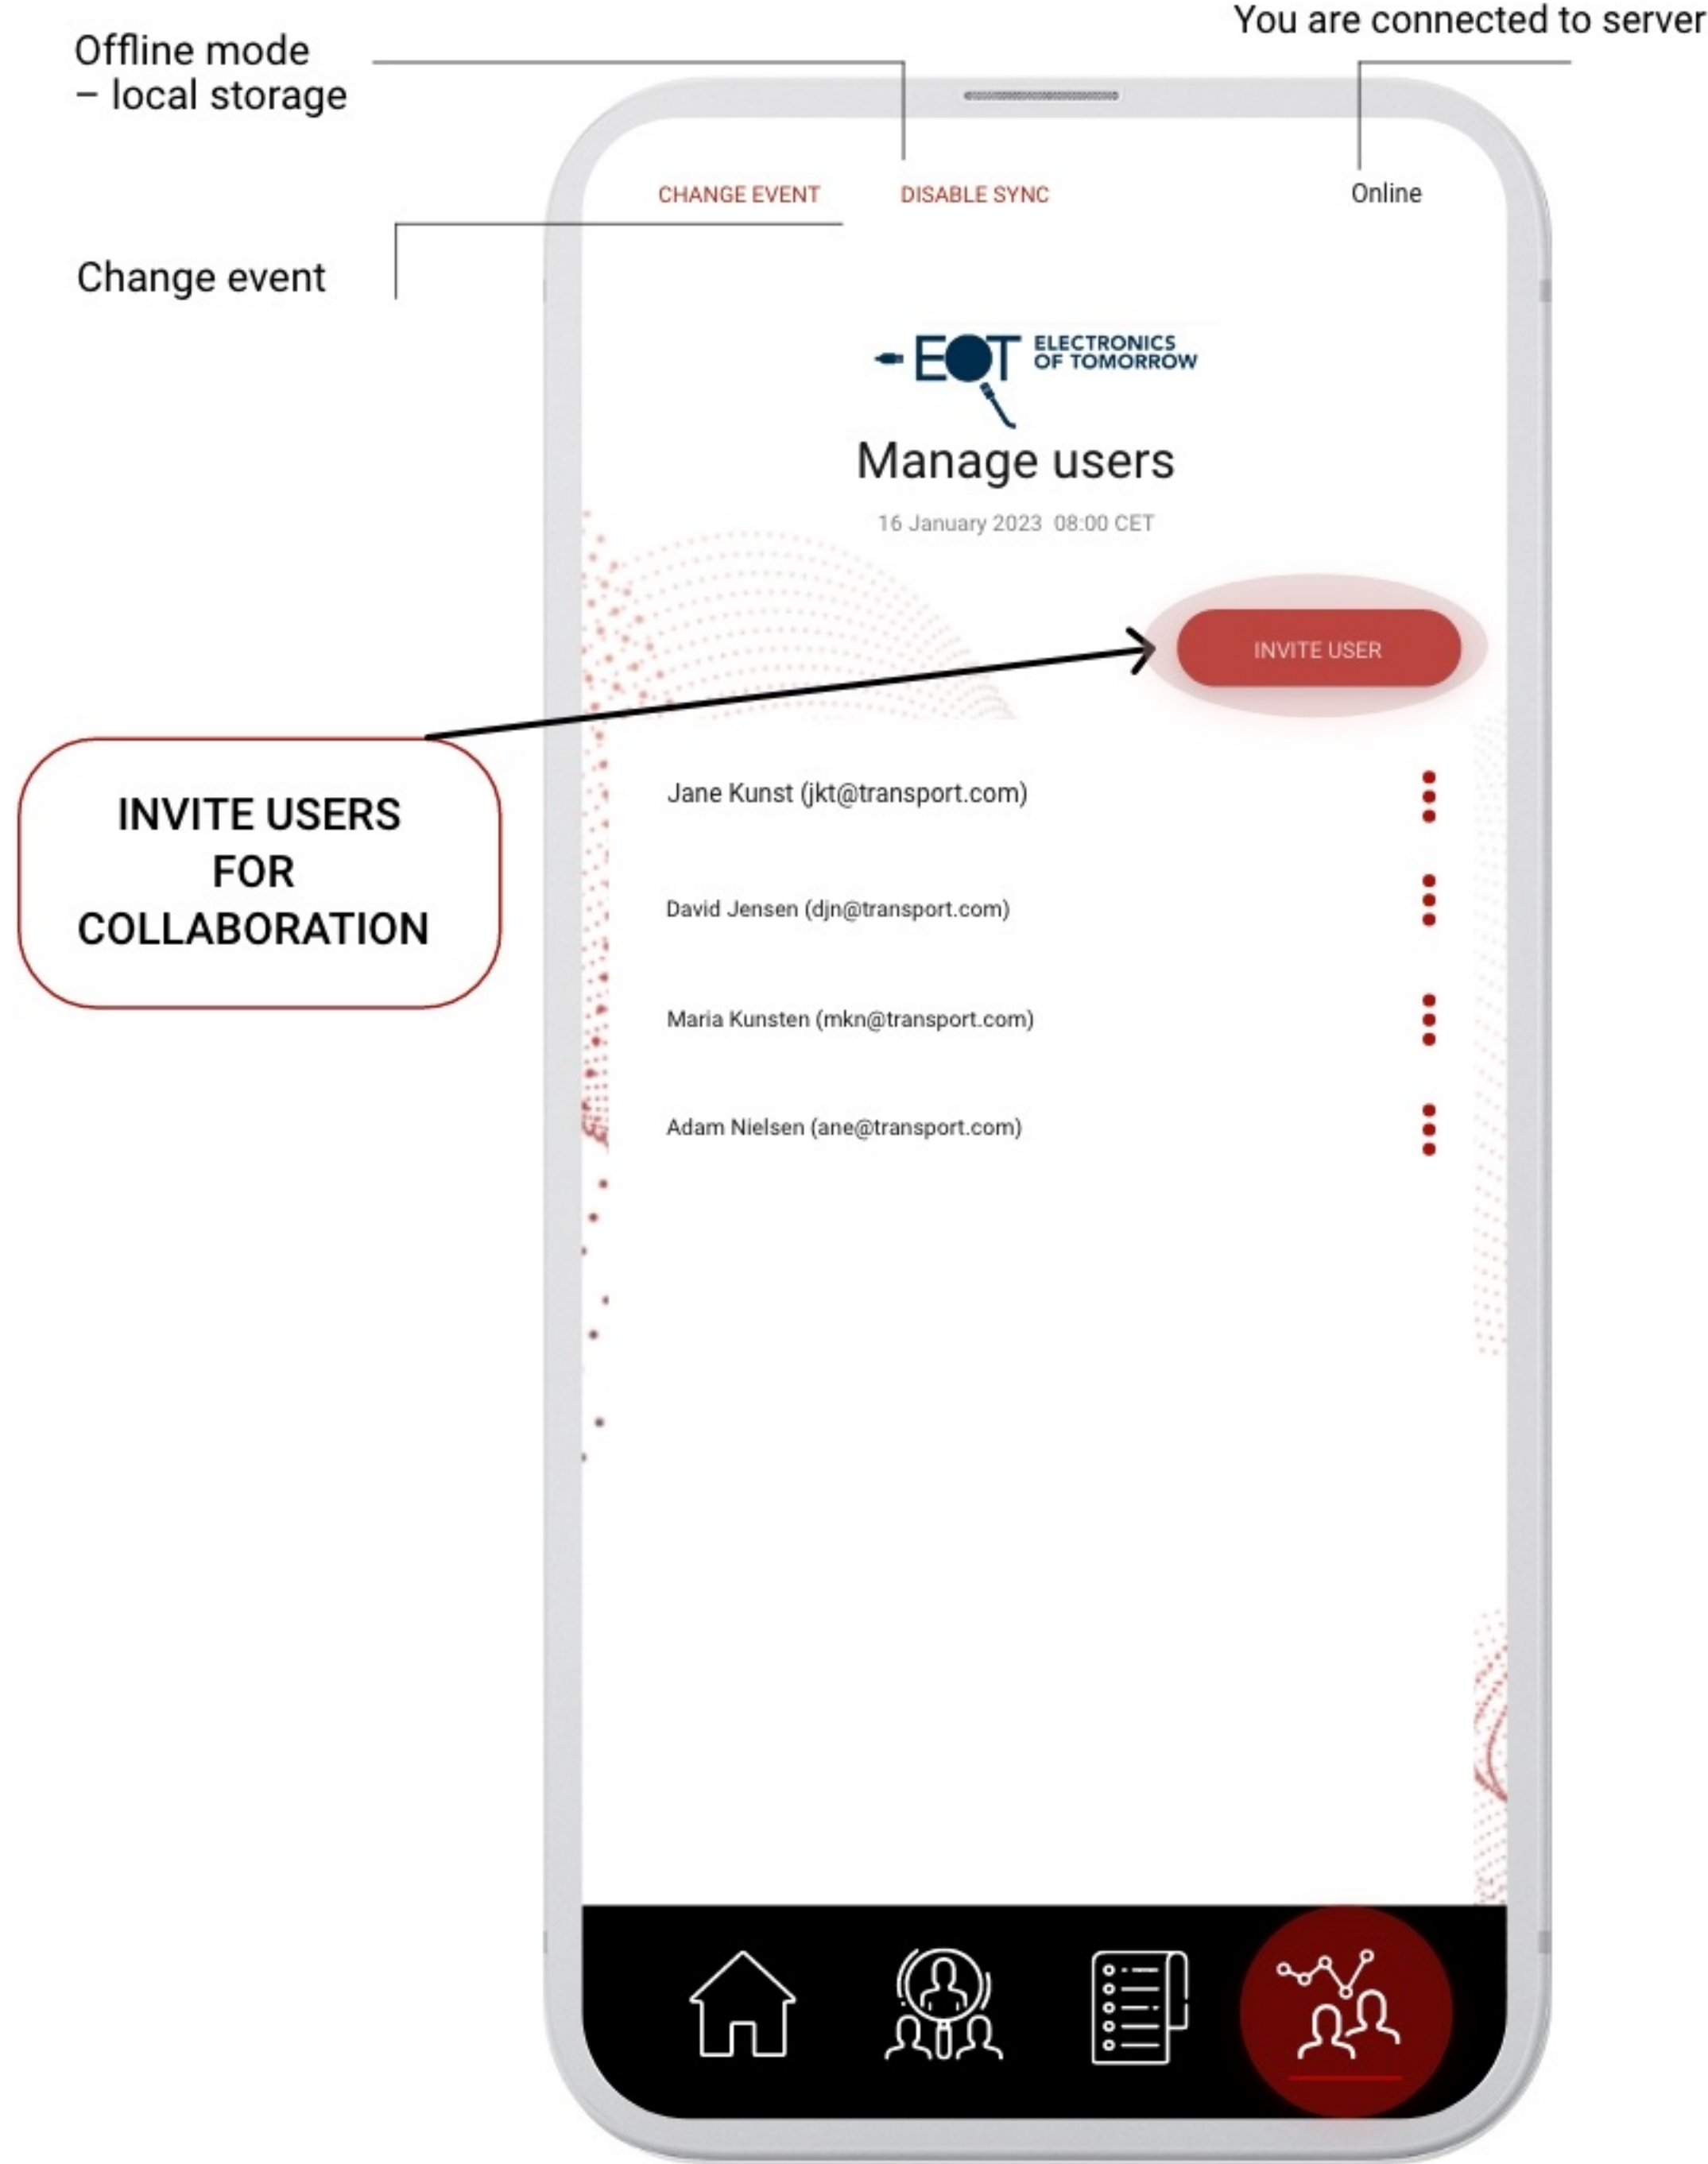 You are connected to server
Offline mode
– local storage
CHANGE EVENT DISABLE SYNC Online
Change event
EOT ELECTRONICS
OF TOMORROW
Manage users
16 January 2023 08:00 CET
INVITE USER
INVITE USERS
FOR
COLLABORATION
Jane Kunst (jkt@transport.com)
David Jensen (djn@transport.com)
Maria Kunsten (mkn@transport.com)
Adam Nielsen (ane@transport.com)